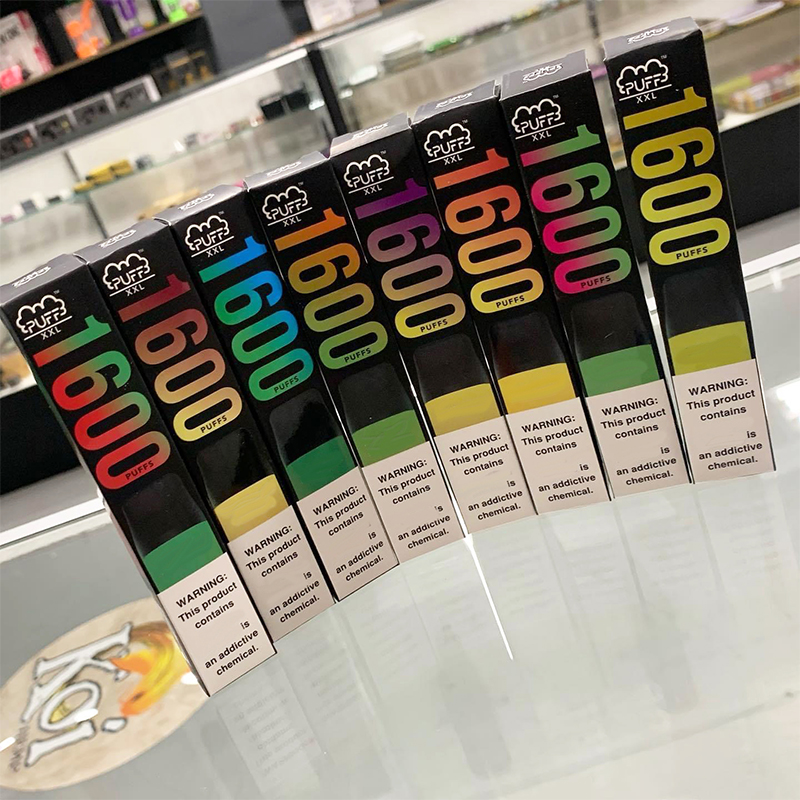 PUFF
XXL
1600
PUFFS
WARNING:
This product
contains
is
an addictive
chemical.
PUFF
XXL
1600
PUFFS
WARNING:
This product
contains
is
an addictive
chemical.
PUFF
XXL
1600
PUFFS
WARNING:
This product
contains
is
an addictive
chemical.
PUFF
XXL
1600
PUFFS
WARNING:
This product
contains
is
an addictive
chemical.
PUFF
XXL
1600
PUFFS
WARNING:
This product
contains
is
an addictive
chemical.
PUFF
XXL
1600
PUFFS
WARNING:
This product
contains
is
an addictive
chemical.
PUFF
XXL
1600
PUFFS
WARNING:
This product
contains
is
an addictive
chemical.
PUFF
XXL
1600
PUFFS
WARNING:
This product
contains
is
an addictive
chemical.
Koi